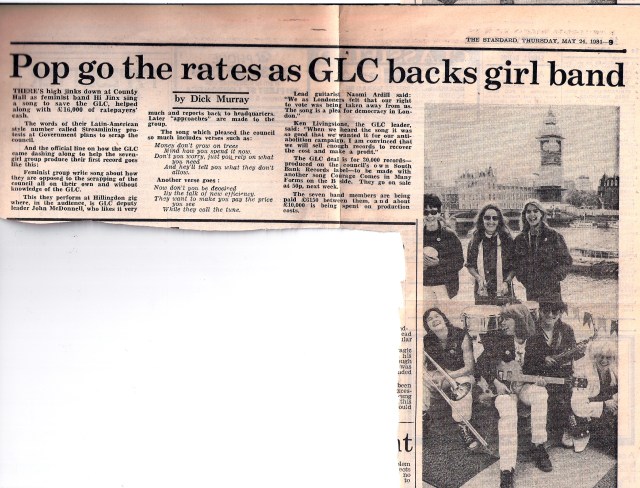 THE STANDARD, THURSDAY, MAY 24, 1984—9
Pop go the rates as GLC backs girl band
THERE'S high jinks down at County
Hall as feminist band Hi Jinx sing
a song to save the GLC, helped
along with £16,000 of ratepayers'
cash.
The words of their Latin-American
style number called Streamlining pro-
tests at Government plans to scrap the
council.
And the official line on how the GLC
came dashing along to help the seven-
girl group produce their first record goes
like this:
Feminist group write song about how
they are opposed to the scrapping of the
council all on their own and without
knowledge of the GLC.
This they perform at Hillingdon gig
where, in the audience, is GLC deputy
leader John McDonnell, who likes it very
by Dick Murray
much and reports back to headquarters.
Later "approaches" are made to the
group.
The song which pleased the council
so much includes verses such as:
Money don't grow on trees
Mind how you spend it now.
Don't you worry, just you rely on what
you need
And he'll tell you what they don't
allow.
Another verse goes:
Now don't you be deceived
By the talk of new efficiency.
They want to make you pay the price
you see
While they call the tune.
Lead guitarist Naomi Ardill said:
"We as Londoners felt that our right
to vote was being taken away from us.
The song is a plea for democracy in Lon-
don."
Ken Livingstone, the GLC leader,
said: "When we heard the song it was
so good that we wanted it for our anti-
abolition campaign. I am convinced that
we will sell enough records to recover
the cost and make a profit."
The GLC deal is for 30,000 records—
produced on the council's own South
Bank Records label—to be made with
another song Courage Comes in Many
Forms on the B side. They go on sale
at 50p, next week.
The seven band members are being
paid £6150 between them, and about
£10,000 is being spent on production
costs.